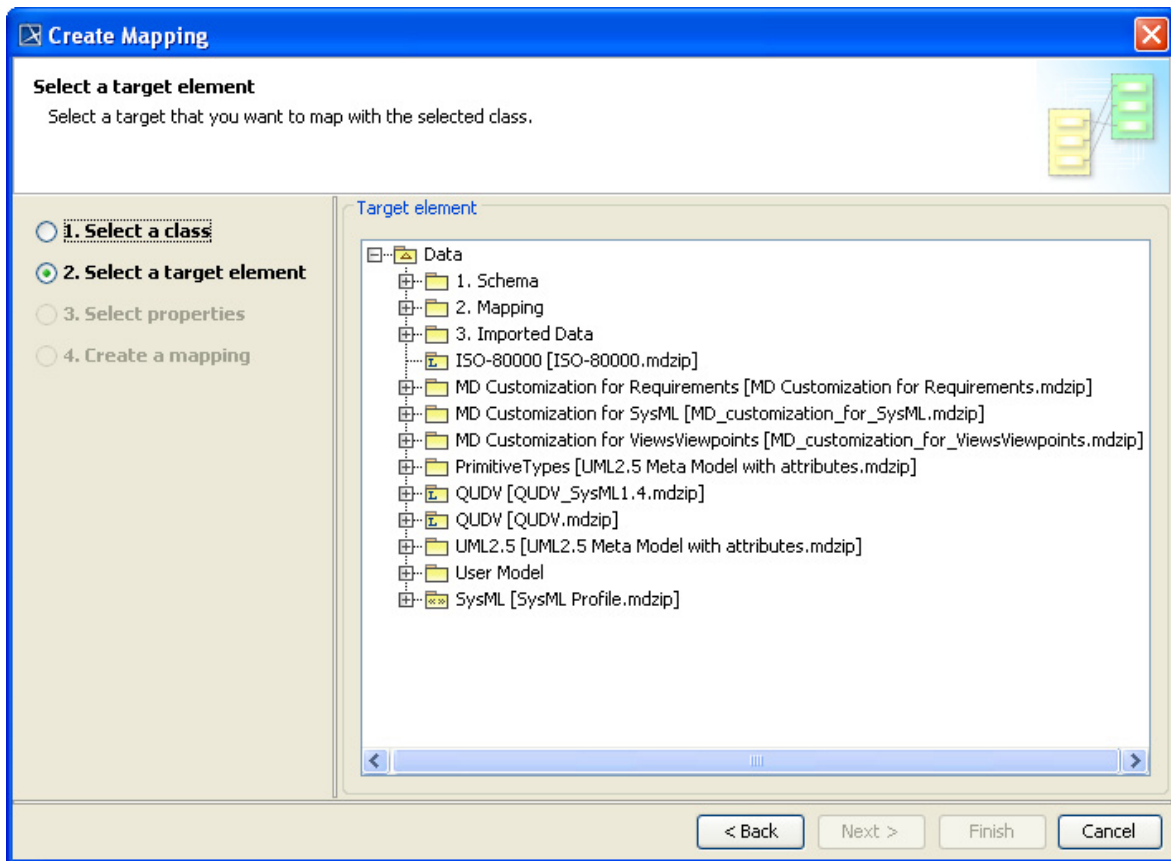 Create Mapping
Select a target element
Select a target that you want to map with the selected class.
1. Select a class
2. Select a target element
3. Select properties
4. Create a mapping
Target element
Data
1. Schema
2. Mapping
3. Imported Data
ISO-80000 [ISO-80000.mdzip]
MD Customization for Requirements [MD Customization for Requirements.mdzip]
MD Customization for SysML [MD_customization_for_SysML.mdzip]
MD Customization for ViewsViewpoints [MD_customization_for_ViewsViewpoints.mdzip]
PrimitiveTypes [UML2.5 Meta Model with attributes.mdzip]
QUDV [QUDV_SysML1.4.mdzip]
QUDV [QUDV.mdzip]
UML2.5 [UML2.5 Meta Model with attributes.mdzip]
User Model
SysML [SysML Profile.mdzip]
< Back Next > Finish Cancel